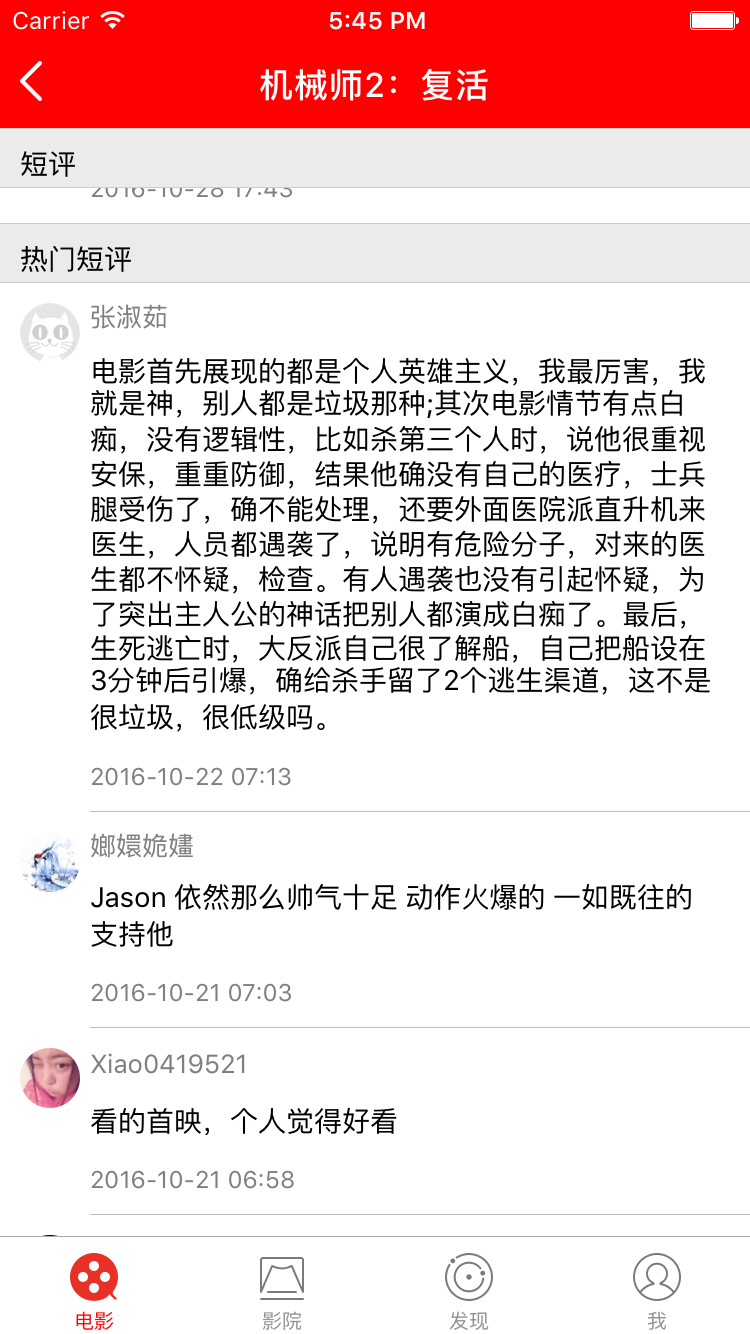 Carrier 5:45 PM
机械师2：复活
短评
2016-10-28 17:43
热门短评
张淑茹
电影首先展现的都是个人英雄主义，我最厉害，我
就是神，别人都是垃圾那种;其次电影情节有点白
痴，没有逻辑性，比如杀第三个人时，说他很重视
安保，重重防御，结果他确没有自己的医疗，士兵
腿受伤了，确不能处理，还要外面医院派直升机来
医生，人员都遇袭了，说明有危险分子，对来的医
生都不怀疑，检查。有人遇袭也没有引起怀疑，为
了突出主人公的神话把别人都演成白痴了。最后，
生死逃亡时，大反派自己很了解船，自己把船设在
3分钟后引爆，确给杀手留了2个逃生渠道，这不是
很垃圾，很低级吗。
2016-10-22 07:13
嫏嬛姽嫿
Jason 依然那么帅气十足 动作火爆的 一如既往的
支持他
2016-10-21 07:03
Xiao0419521
看的首映，个人觉得好看
2016-10-21 06:58
电影 影院 发现 我